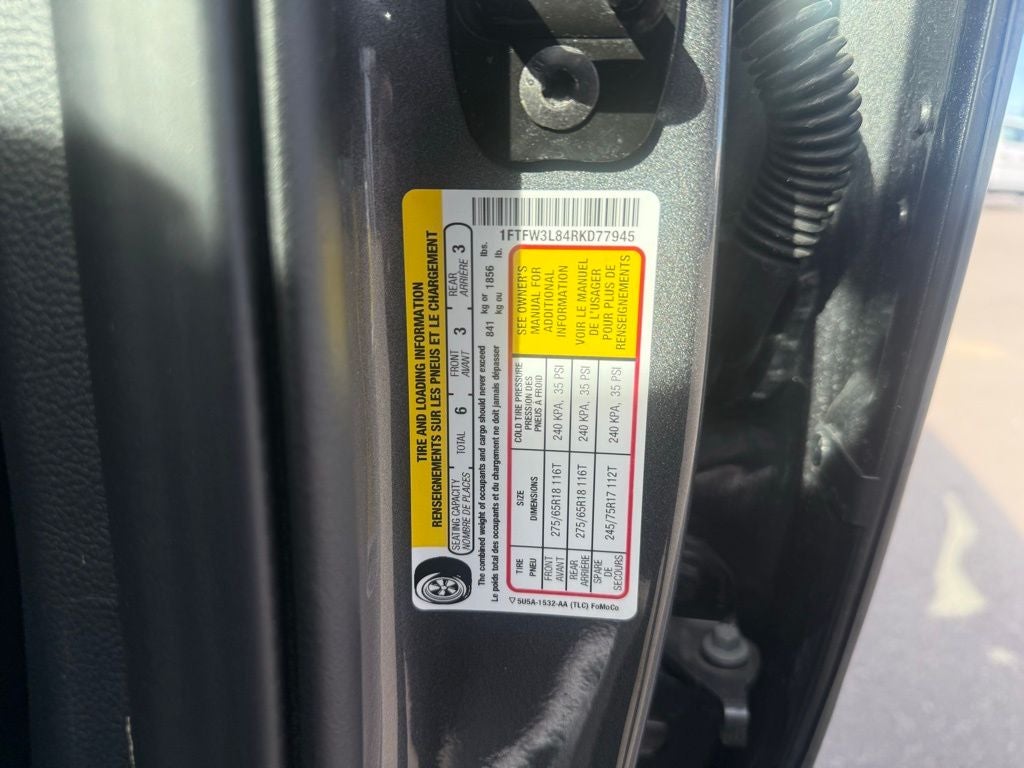 1FTFW3L84RKD77945
TIRE AND LOADING INFORMATION
RENSEIGNEMENTS SUR LES PNEUS ET LE CHARGEMENT
SEATING CAPACITY
NOMBRE DE PLACES
TOTAL 6
FRONT
AVANT
3
REAR
ARRIÈRE
3
The combined weight of occupants and cargo should never exceed 841 kg or 1856 lbs.
Le poids total des occupants et du chargement ne doit jamais dépasser kg ou lb.
TIRE
PNEU
SIZE
DIMENSIONS
COLD TIRE PRESSURE
PRESSION DES
PNEUS À FROID
FRONT
AVANT
275/65R18 116T
240 KPA, 35 PSI
REAR
ARRIÈRE
275/65R18 116T
240 KPA, 35 PSI
SPARE
DE
SECOURS
245/75R17 112T
240 KPA, 35 PSI
SEE OWNER'S
MANUAL FOR
ADDITIONAL
INFORMATION
VOIR LE MANUEL
DE L'USAGER
POUR PLUS DE
RENSEIGNEMENTS
5U5A-1532-AA (TLC) FoMoCo